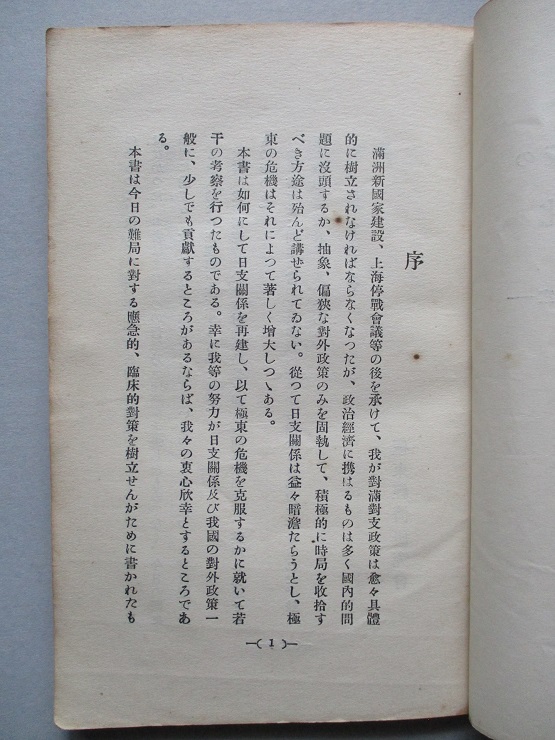 序
滿洲新國家建設、上海停戰會議等の後を承けて、我が對滿對支政策は愈々具體
的に樹立されなければならなくなつたが、政治經濟に携はるものは多く國內的問
題に沒頭するか、抽象、偏狹な對外政策のみを固執して、積極的に時局を收拾す
べき方途は殆んど講ぜられてゐない。從つて日支關係は益々暗澹たらうとし、極
東の危機はそれによつて著しく增大しつゝある。
本書は如何にして日支關係を再建し、以て極東の危機を克服するかに就いて若
干の考察を行つたものである。幸に我等の努力が日支關係及び我國の對外政策一
般に、少しでも貢獻するところがあるならば、我々の衷心欣幸とするところであ
る。
本書は今日の難局に對する應急的、臨床的對策を樹立せんがために書かれたも
—( 1 )—